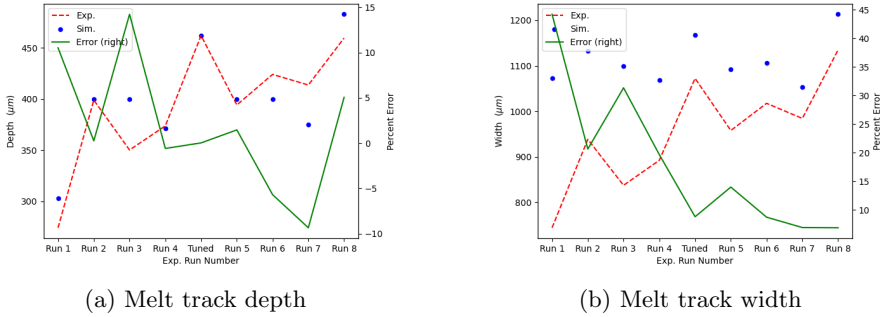 Exp.
Sim.
Error (right)
450
400
350
300
Depth (μm)
15
10
5
0
−5
−10
Percent Error
Run 1 Run 2 Run 3 Run 4 Tuned Run 5 Run 6 Run 7 Run 8
Exp. Run Number
(a) Melt track depth
Exp.
Sim.
Error (right)
1200
1100
1000
900
800
Width (μm)
45
40
35
30
25
20
15
10
Percent Error
Run 1 Run 2 Run 3 Run 4 Tuned Run 5 Run 6 Run 7 Run 8
Exp. Run Number
(b) Melt track width